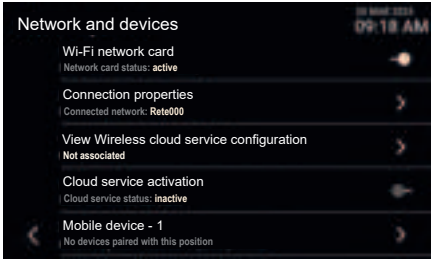 Network and devices
09:18 AM
Wi-Fi network card
Network card status: active
Connection properties
Connected network: Rete000
View Wireless cloud service configuration
Not associated
Cloud service activation
Cloud service status: inactive
Mobile device - 1
No devices paired with this position